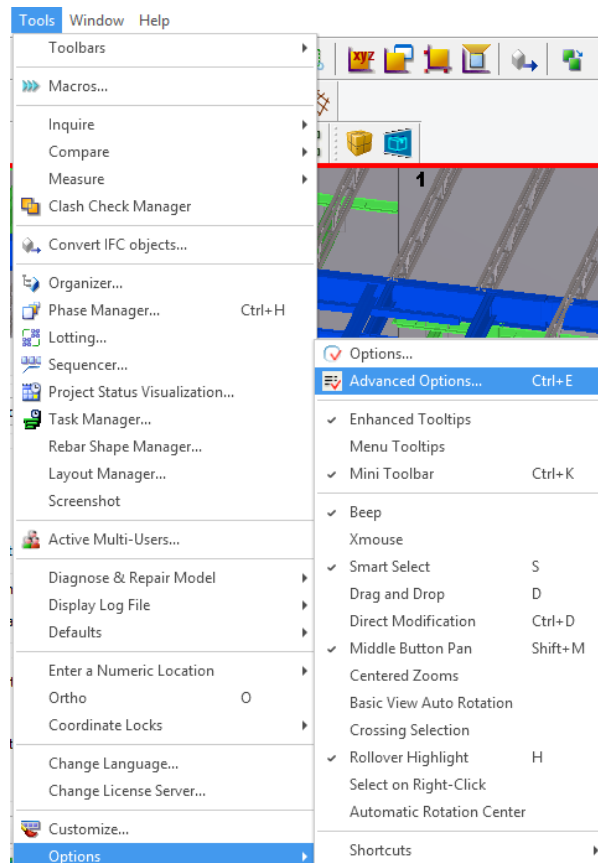 Tools Window Help
Toolbars
Macros...
Inquire
Compare
Measure
Clash Check Manager
Convert IFC objects...
Organizer...
Phase Manager... Ctrl+H
Lotting...
Sequencer...
Project Status Visualization...
Task Manager...
Rebar Shape Manager...
Layout Manager...
Screenshot
Active Multi-Users...
Diagnose & Repair Model
Display Log File
Defaults
Enter a Numeric Location
Ortho O
Coordinate Locks
Change Language...
Change License Server...
Customize...
Options
xyz
1
Options...
Advanced Options... Ctrl+E
Enhanced Tooltips
Menu Tooltips
Mini Toolbar Ctrl+K
Beep
Xmouse
Smart Select S
Drag and Drop D
Direct Modification Ctrl+D
Middle Button Pan Shift+M
Centered Zooms
Basic View Auto Rotation
Crossing Selection
Rollover Highlight H
Select on Right-Click
Automatic Rotation Center
Shortcuts